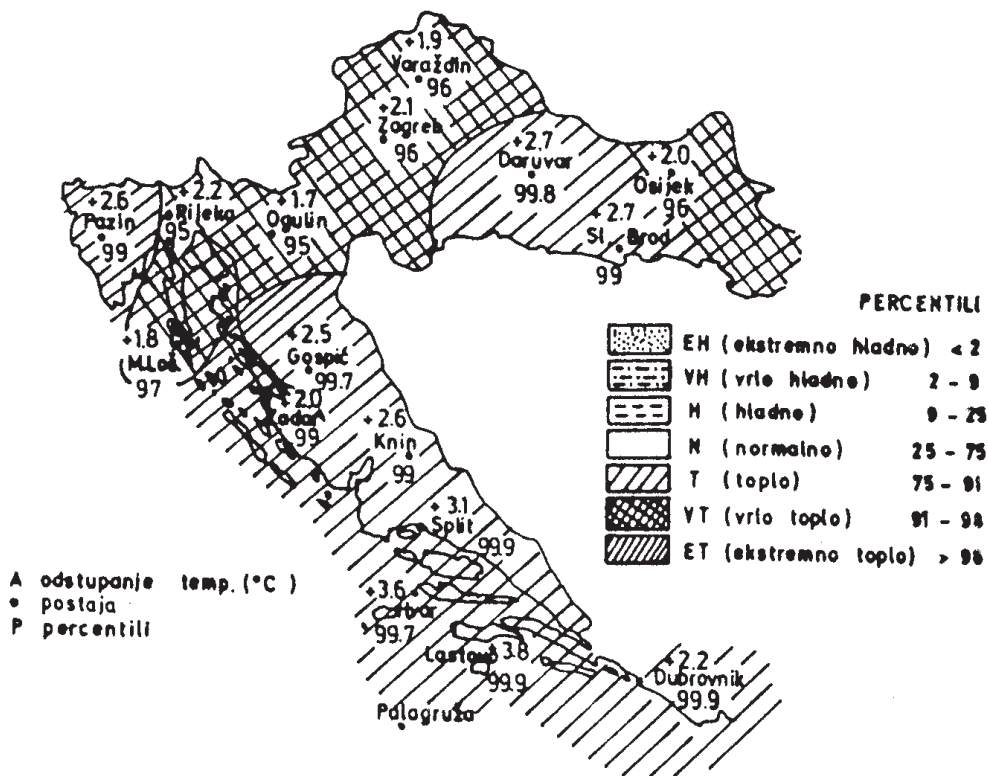 +1.9
Varaždin
96
+2.1
Zagreb
96
+2.7
Daruvar
99.8
+2.0
Osijek
96
+2.7
Sl. Brod
99
+2.6
Pazin
99
+2.2
Rijeka
95
+1.7
Ogulin
95
+1.8
M.Loš.
97
+2.5
Gospić
99.7
+2.0
Zadar
99
+2.6
Knin
99
+3.1
Split
99.9
+3.6
Hvar
99.7
+3.8
Lastovo
99.9
+2.2
Dubrovnik
99.9
Palagruža
PERCENTILI
EH (ekstremno hladno) < 2
VH (vrlo hladno) 2 - 9
H (hladno) 9 - 25
N (normalno) 25 - 75
T (toplo) 75 - 91
VT (vrlo toplo) 91 - 98
ET (ekstremno toplo) > 98
A odstupanje temp. (°C)
• postaja
P percentili